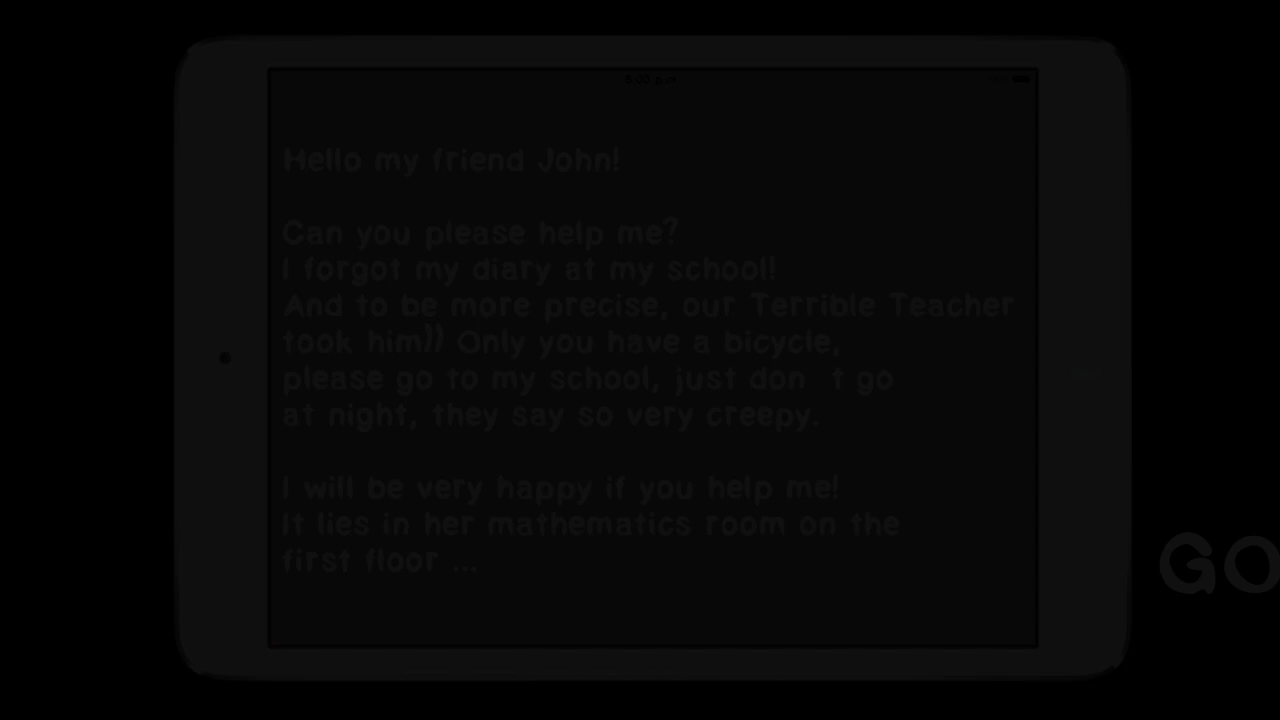 Hello my friend John!
Can you please help me?
I forgot my diary at my school!
And to be more precise, our Terrible Teacher
took him)) Only you have a bicycle,
please go to my school, just don t go
at night, they say so very creepy.
I will be very happy if you help me!
It lies in her mathematics room on the
first floor ...
GO